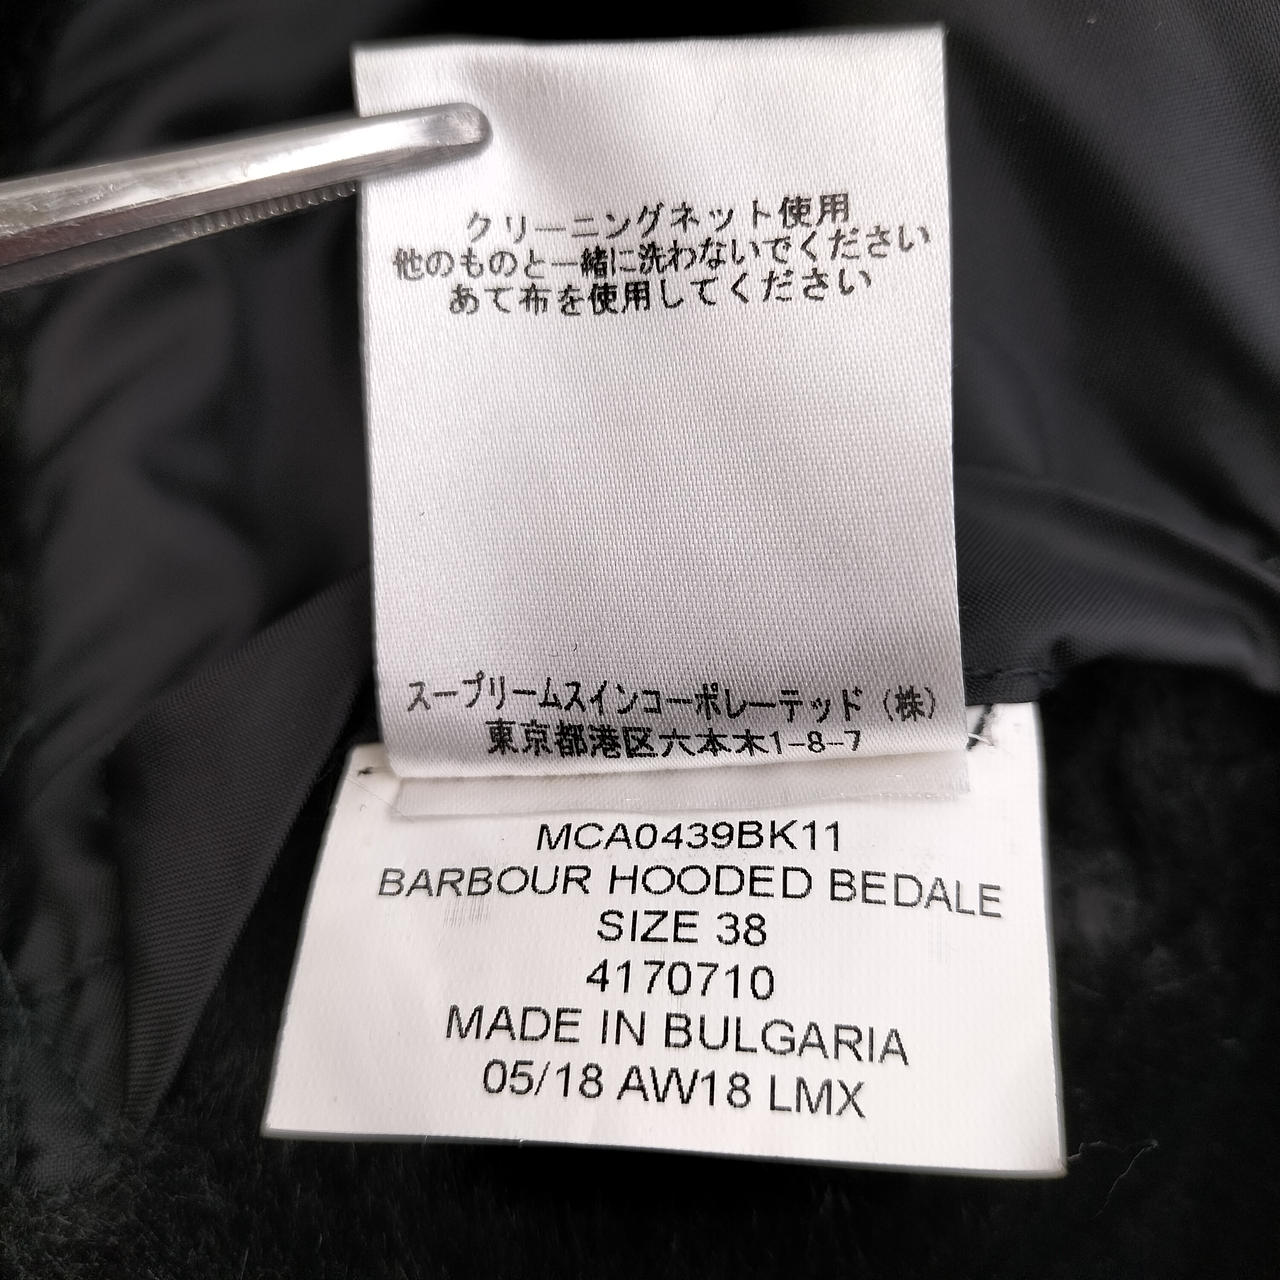 クリーニングネット使用
他のものと一緒に洗わないでください
あて布を使用してください
スープリームスインコーポレーテッド（株）
東京都港区六本木1-8-7
MCA0439BK11
BARBOUR HOODED BEDALE
SIZE 38
4170710
MADE IN BULGARIA
05/18 AW18 LMX